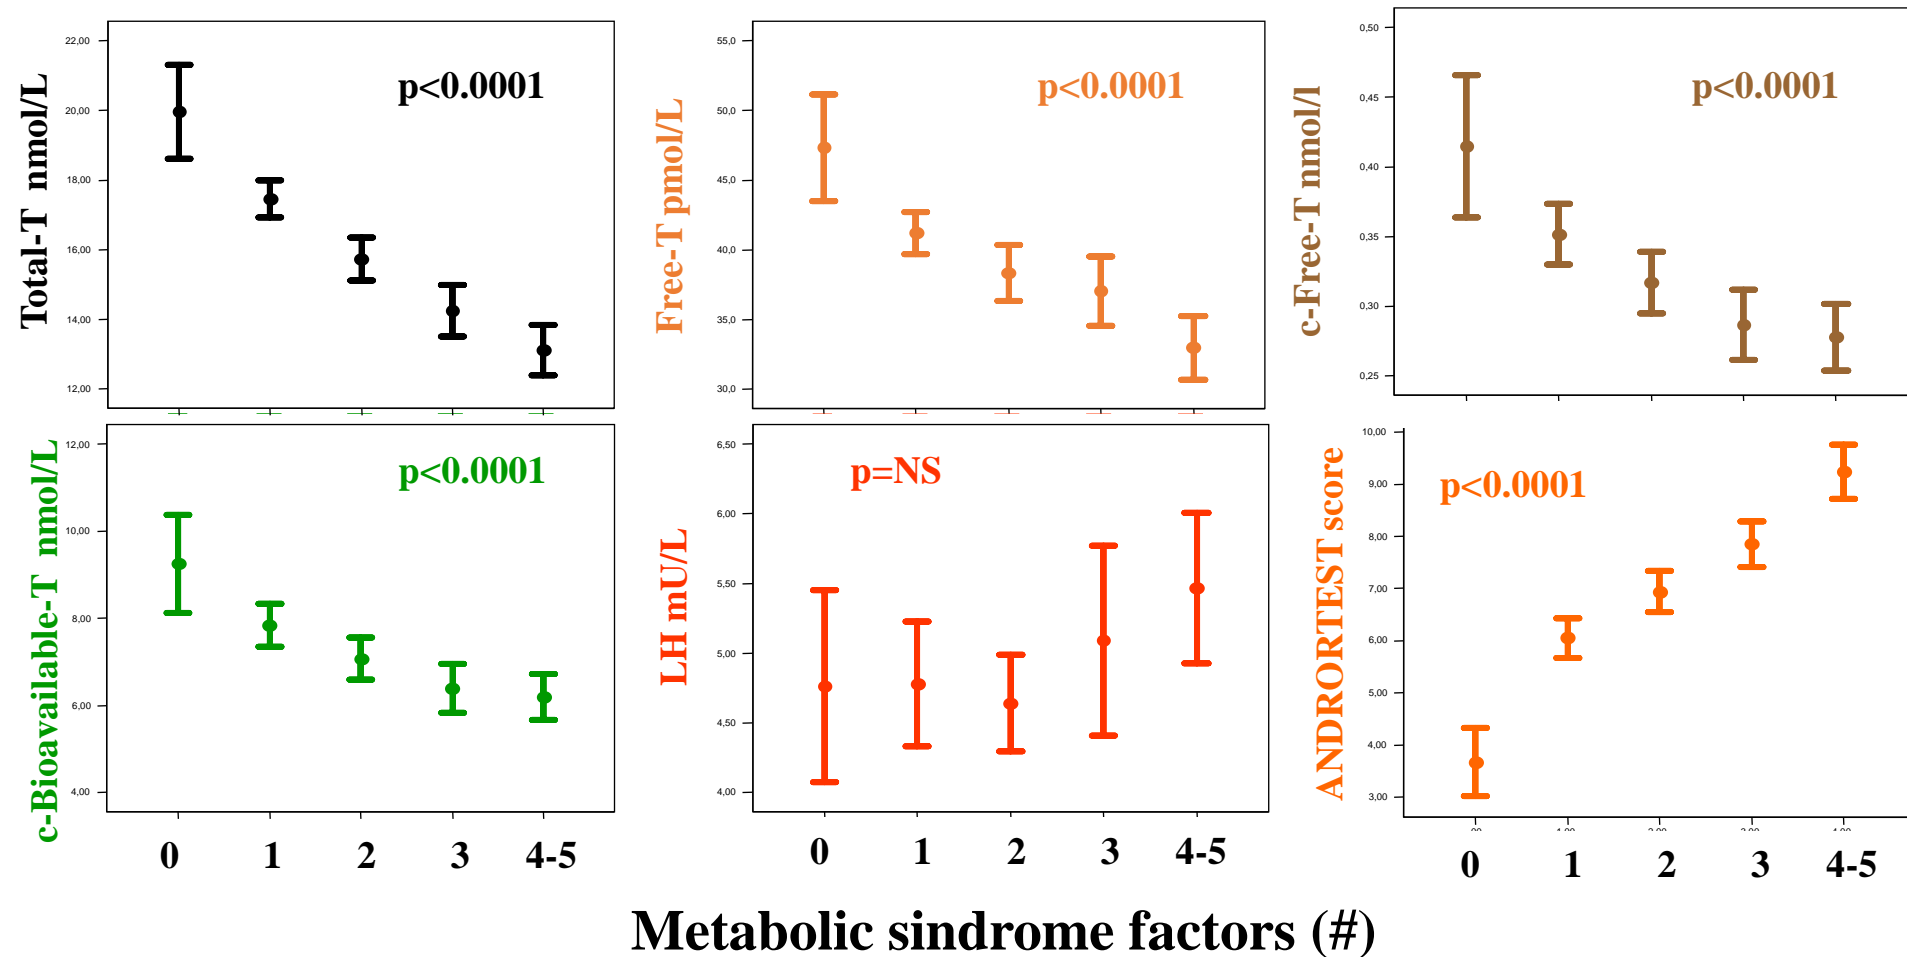 Total-T nmol/L
22,00
20,00
18,00
16,00
14,00
12,00
p<0.0001
Free-T pmol/L
55,0
50,0
45,0
40,0
35,0
30,0
p<0.0001
c-Free-T nmol/l
0,50
0,45
0,40
0,35
0,30
0,25
p<0.0001
c-Bioavailable-T nmol/L
12,00
10,00
8,00
6,00
4,00
p<0.0001
0 1 2 3 4-5
LH mU/L
6,50
6,00
5,50
5,00
4,50
4,00
p=NS
0 1 2 3 4-5
ANDRORTEST score
10,00
9,00
8,00
7,00
6,00
5,00
4,00
3,00
p<0.0001
0 1 2 3 4-5
Metabolic sindrome factors (#)